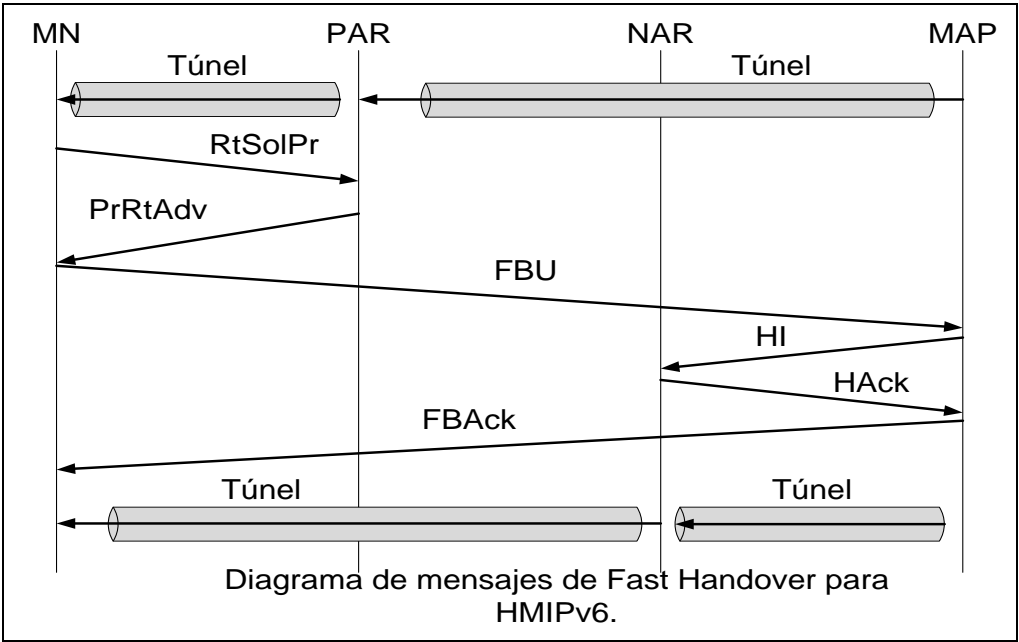 MN PAR NAR MAP
Túnel Túnel
RtSolPr
PrRtAdv
FBU
HI
HAck
FBAck
Túnel Túnel
Diagrama de mensajes de Fast Handover para
HMIPv6.